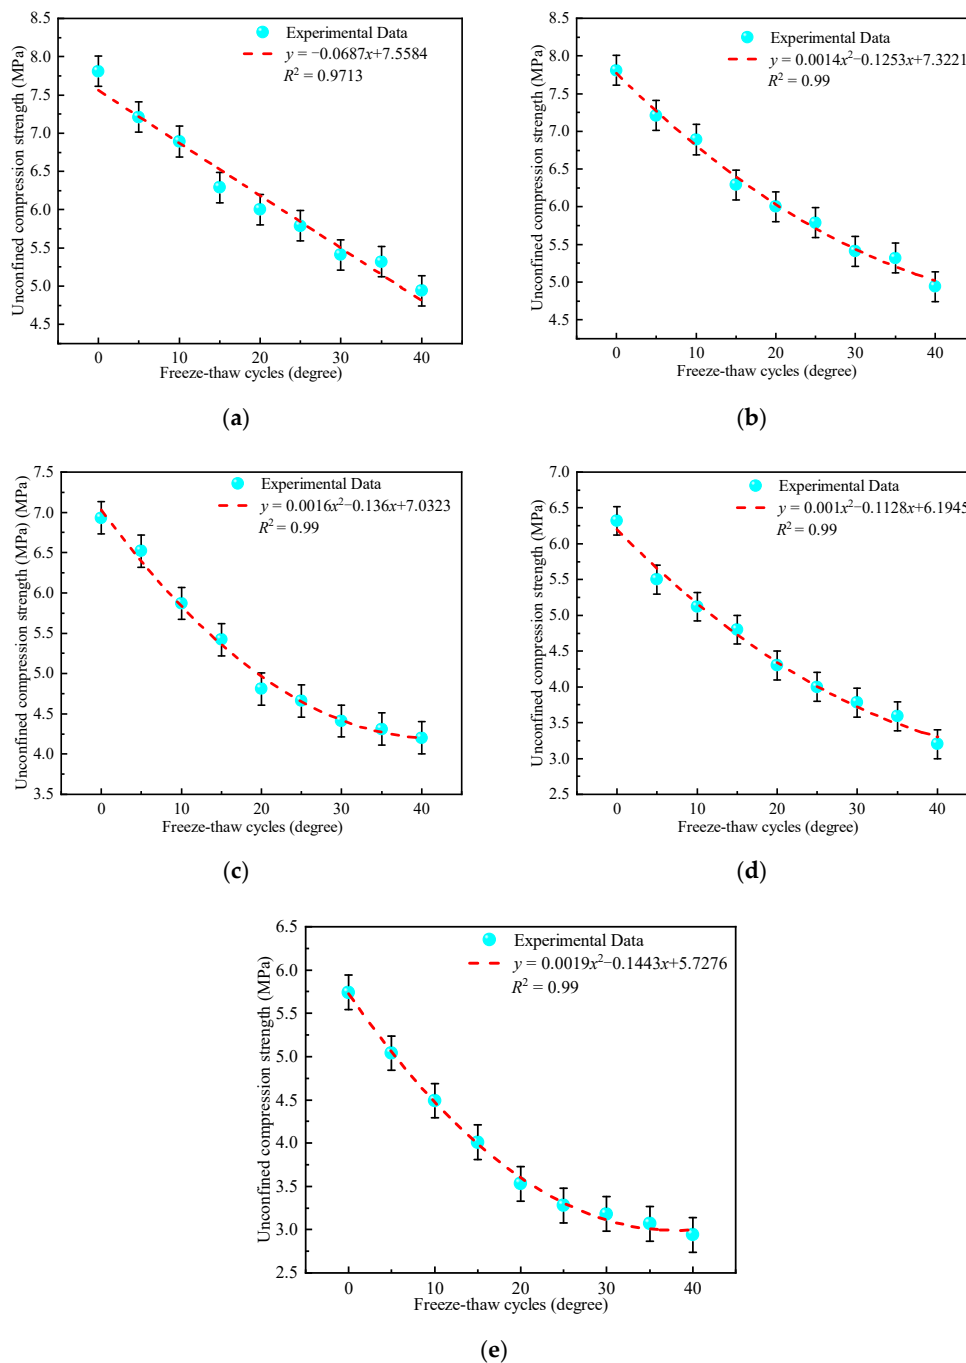 8.5
8.0
7.5
7.0
6.5
6.0
5.5
5.0
4.5
Unconfined compression strength (MPa)
Experimental Data
y = −0.0687x+7.5584
R² = 0.9713
0 10 20 30 40
Freeze-thaw cycles (degree)
(a)
8.5
8.0
7.5
7.0
6.5
6.0
5.5
5.0
4.5
Unconfined compression strength (MPa)
Experimental Data
y = 0.0014x²−0.1253x+7.3221
R² = 0.99
0 10 20 30 40
Freeze-thaw cycles (degree)
(b)
7.5
7.0
6.5
6.0
5.5
5.0
4.5
4.0
3.5
Unconfined compression strength (MPa) (MPa)
Experimental Data
y = 0.0016x²−0.136x+7.0323
R² = 0.99
0 10 20 30 40
Freeze-thaw cycles (degree)
(c)
7.0
6.5
6.0
5.5
5.0
4.5
4.0
3.5
3.0
2.5
Unconfined compression strength (MPa)
Experimental Data
y = 0.001x²−0.1128x+6.1945
R² = 0.99
0 10 20 30 40
Freeze-thaw cycles (degree)
(d)
6.5
6.0
5.5
5.0
4.5
4.0
3.5
3.0
2.5
Unconfined compression strength (MPa)
Experimental Data
y = 0.0019x²−0.1443x+5.7276
R² = 0.99
0 10 20 30 40
Freeze-thaw cycles (degree)
(e)